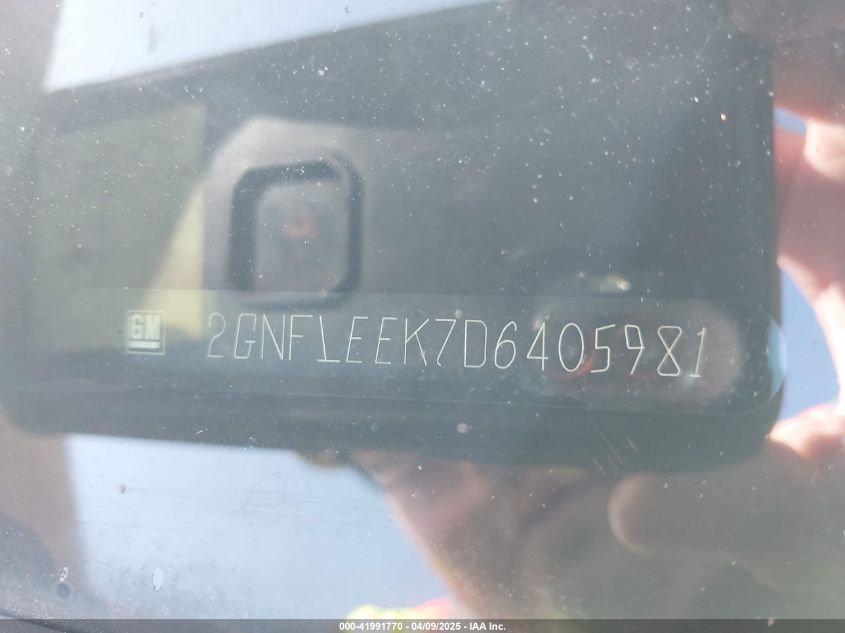 GM 2GNFLEEK7D6405981
000-41991770 - 04/09/2025 - IAA Inc.